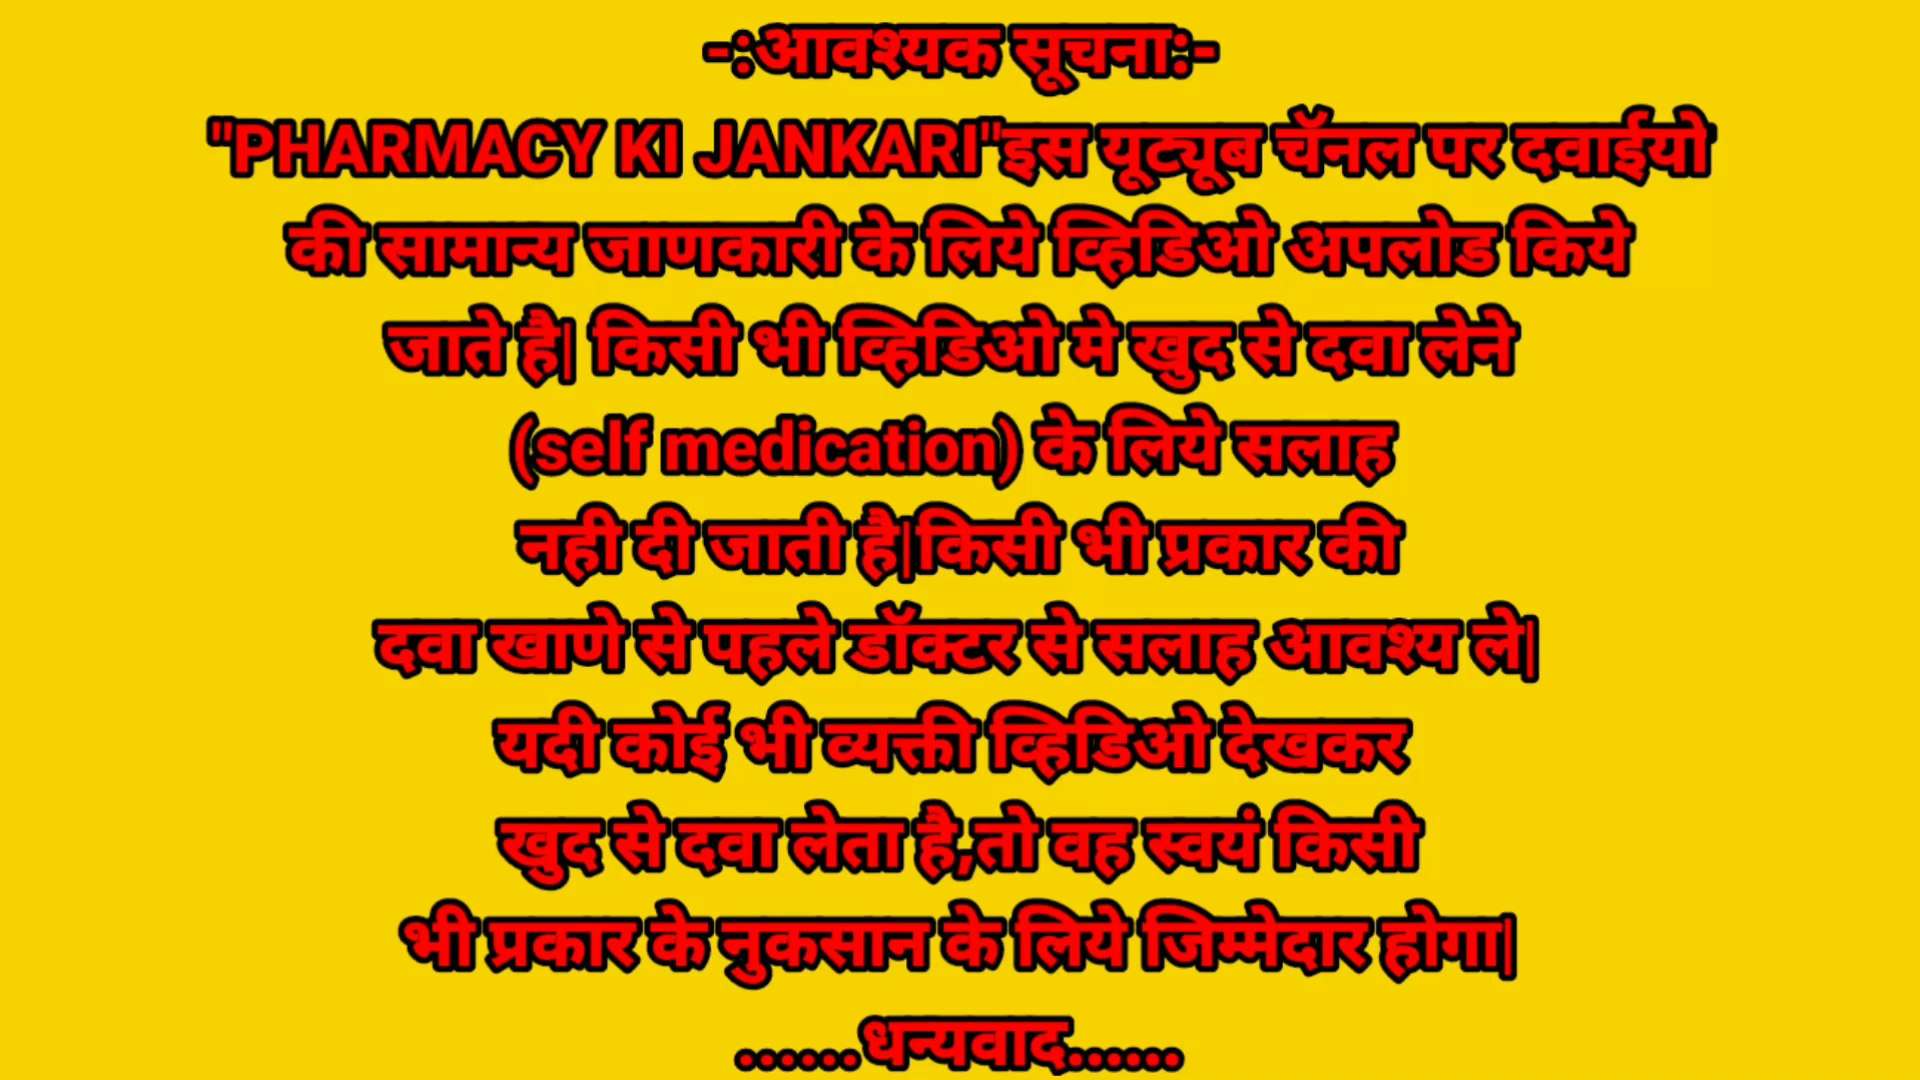 -:आवश्यक सूचना:-
"PHARMACY KI JANKARI"इस यूट्यूब चॅनल पर दवाईयो
की सामान्य जाणकारी के लिये व्हिडिओ अपलोड किये
जाते है| किसी भी व्हिडिओ मे खुद से दवा लेने
(self medication) के लिये सलाह
नही दी जाती है|किसी भी प्रकार की
दवा खाणे से पहले डॉक्टर से सलाह आवश्य ले|
यदी कोई भी व्यक्ती व्हिडिओ देखकर
खुद से दवा लेता है,तो वह स्वयं किसी
भी प्रकार के नुकसान के लिये जिम्मेदार होगा|
......धन्यवाद......